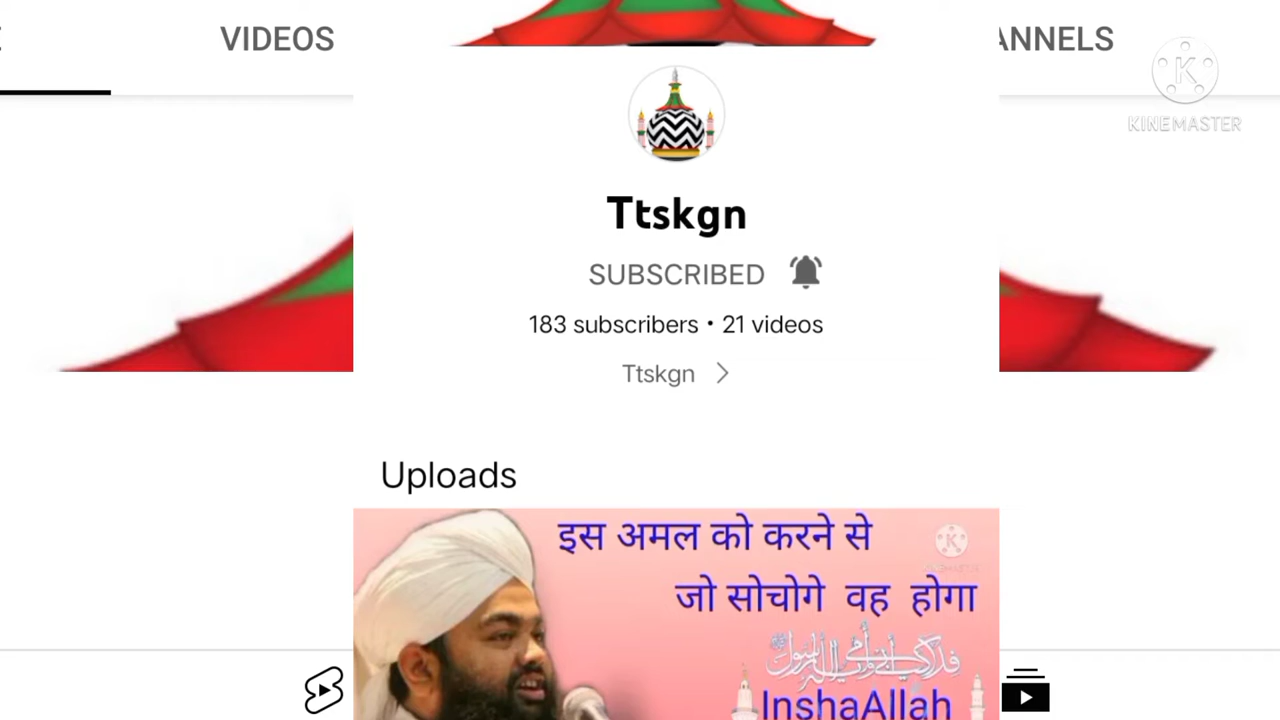 VIDEOS
ANNELS
KINEMASTER
Ttskgn
SUBSCRIBED
183 subscribers • 21 videos
Ttskgn
Uploads
इस अमल को करने से
जो सोचोगे वह होगा
InshaAllah